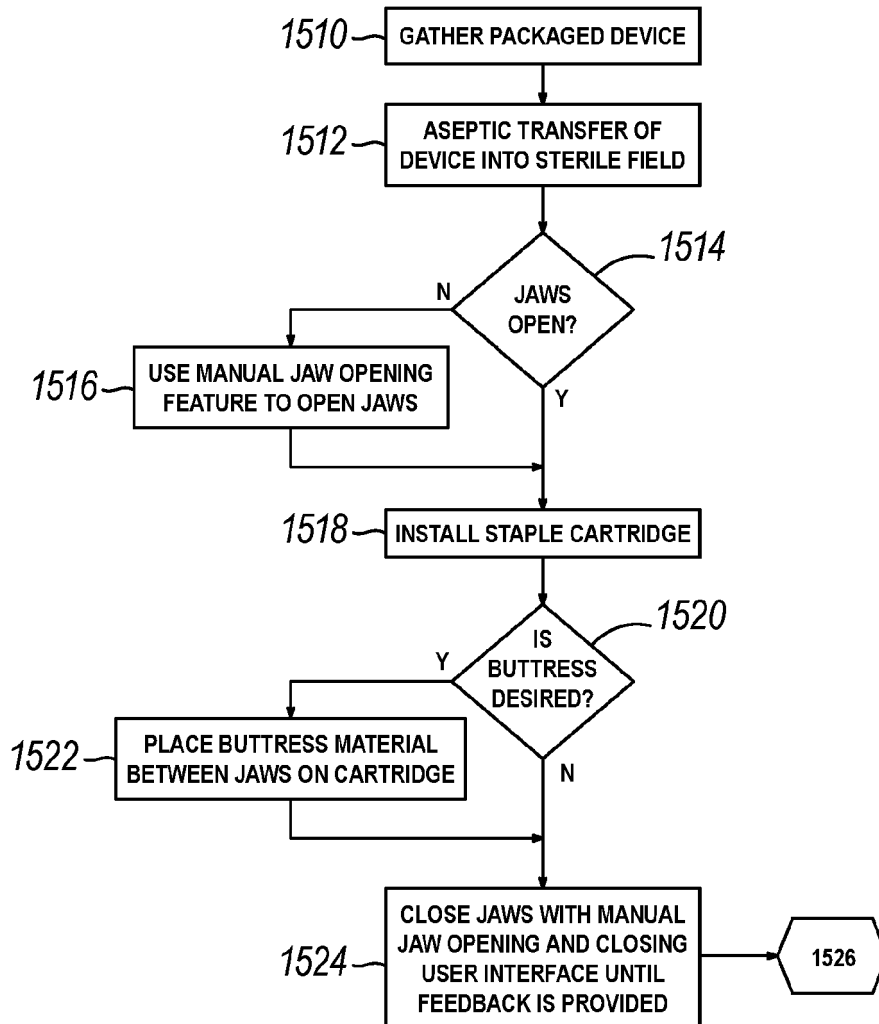 1510
GATHER PACKAGED DEVICE
1512
ASEPTIC TRANSFER OF
DEVICE INTO STERILE FIELD
1514
JAWS
OPEN?
N
Y
1516
USE MANUAL JAW OPENING
FEATURE TO OPEN JAWS
1518
INSTALL STAPLE CARTRIDGE
1520
IS
BUTTRESS
DESIRED?
Y
N
1522
PLACE BUTTRESS MATERIAL
BETWEEN JAWS ON CARTRIDGE
1524
CLOSE JAWS WITH MANUAL
JAW OPENING AND CLOSING
USER INTERFACE UNTIL
FEEDBACK IS PROVIDED
1526